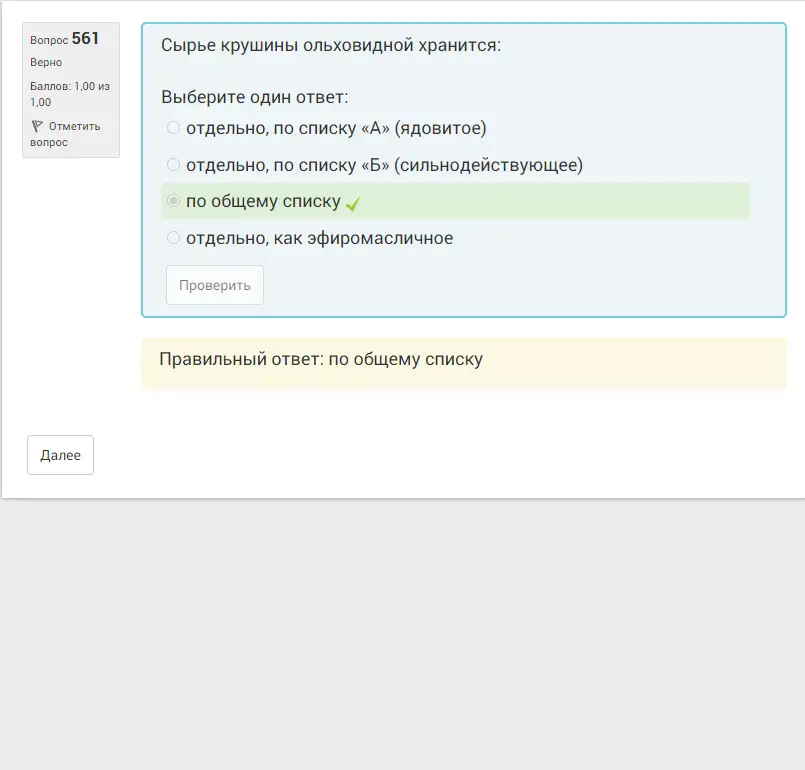 Вопрос 561
Верно
Баллов: 1,00 из
1,00
Отметить
вопрос
Сырье крушины ольховидной хранится:
Выберите один ответ:
отдельно, по списку «А» (ядовитое)
отдельно, по списку «Б» (сильнодействующее)
по общему списку
отдельно, как эфиромасличное
Проверить
Правильный ответ: по общему списку
Далее